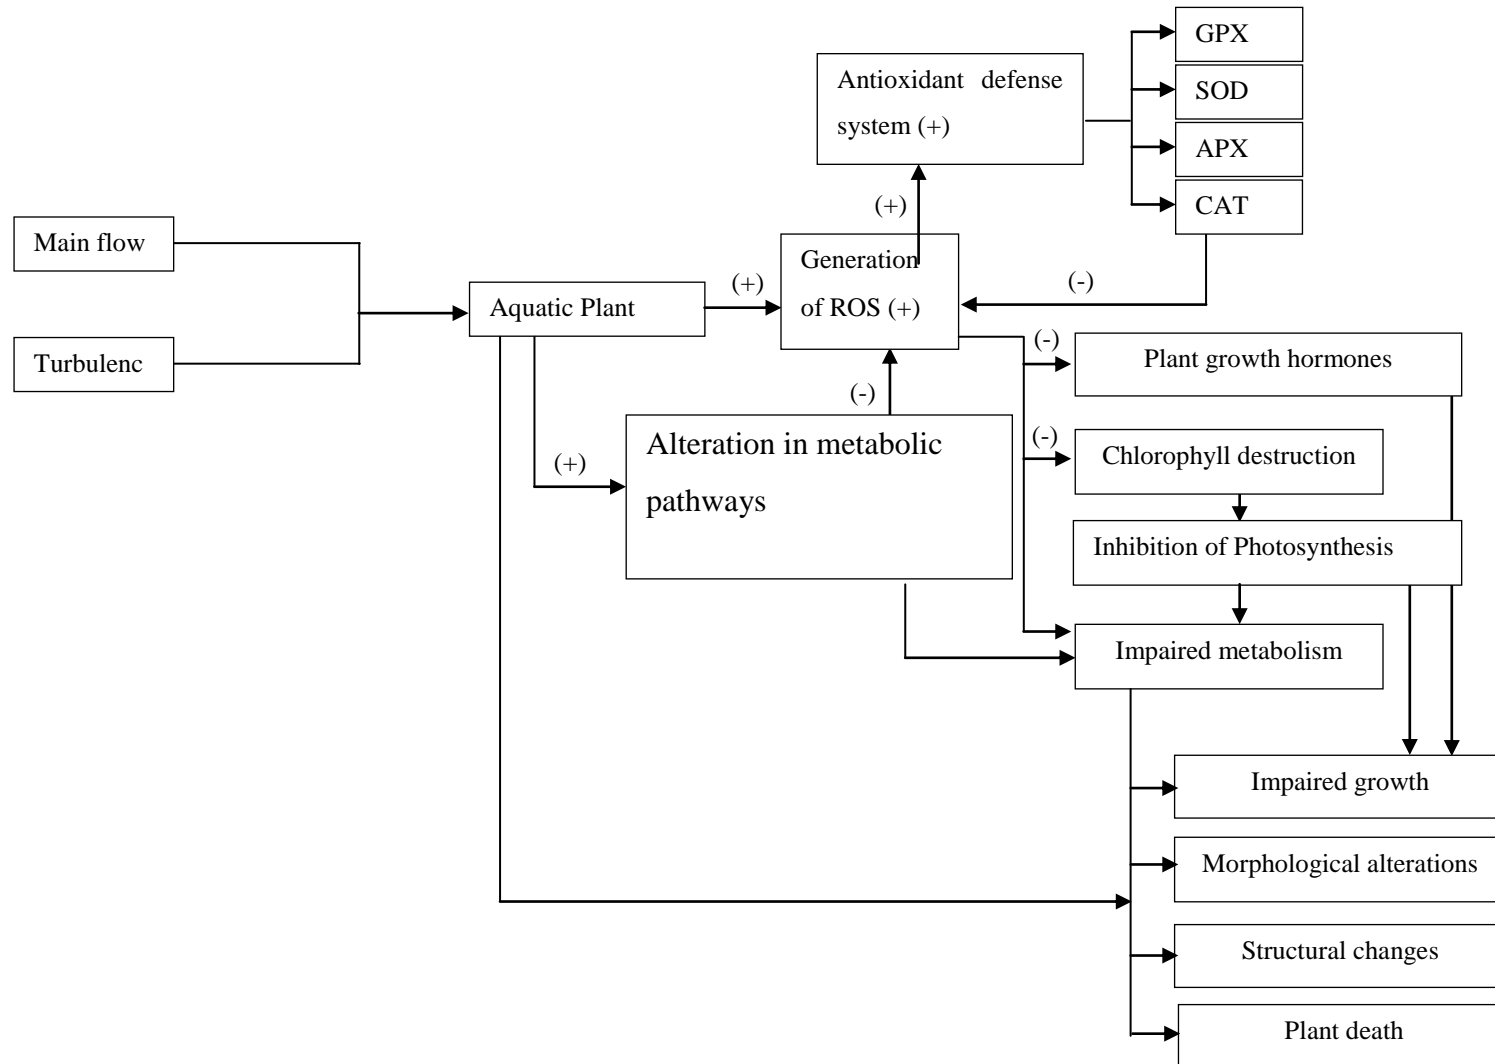 GPX
Antioxidant defense
system (+)
SOD
APX
CAT
(+)
Main flow
Generation
of ROS (+)
(+)
(-)
Aquatic Plant
Turbulenc
(-)
Plant growth hormones
(-)
Alteration in metabolic
pathways
(+)
(-)
Chlorophyll destruction
Inhibition of Photosynthesis
Impaired metabolism
Impaired growth
Morphological alterations
Structural changes
Plant death